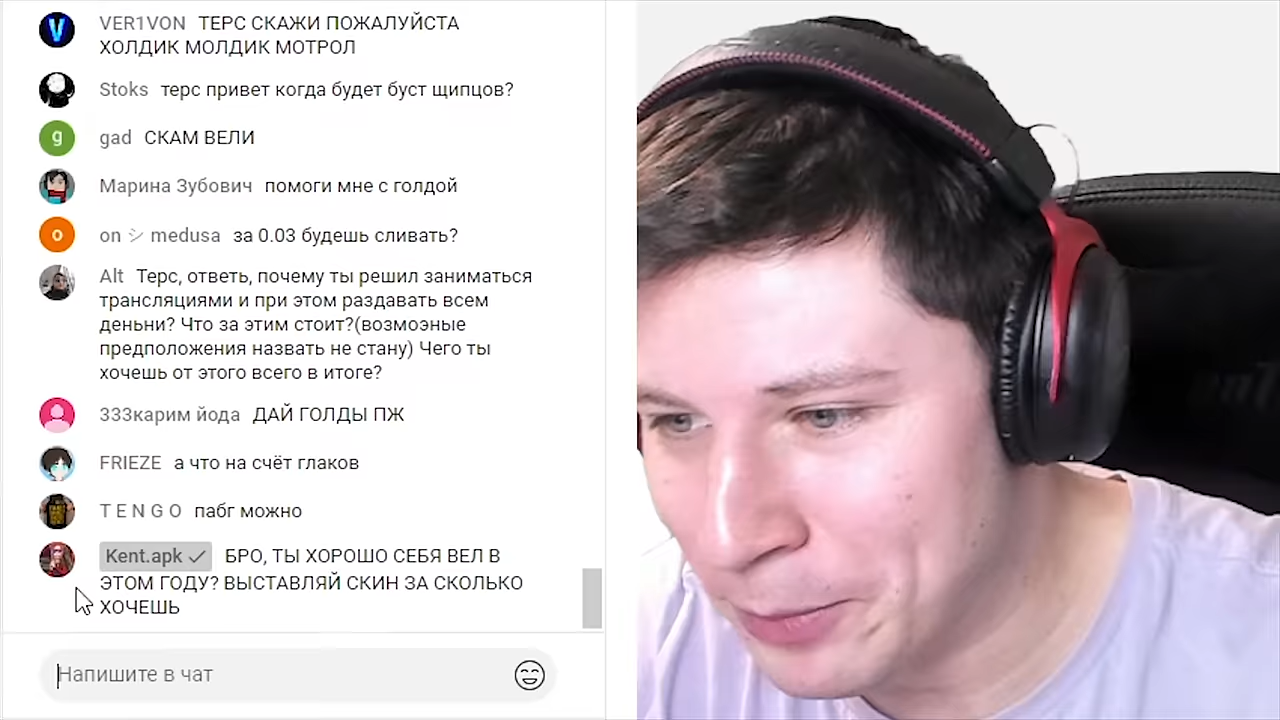 VER1VON ТЕРС СКАЖИ ПОЖАЛУЙСТА
ХОЛДИК МОЛДИК МОТРОЛ
Stoks терс привет когда будет буст щипцов?
g
gad СКАМ ВЕЛИ
Марина Зубович помоги мне с голдой
o
on シ medusa за 0.03 будешь сливать?
Alt Терс, ответь, почему ты решил заниматься
трансляциями и при этом раздавать всем
деньни? Что за этим стоит?(возмоэные
предположения назвать не стану) Чего ты
хочешь от этого всего в итоге?
333карим йода ДАЙ ГОЛДЫ ПЖ
FRIEZE а что на счёт глаков
T E N G O пабг можно
Kent.apk ✓ БРО, ТЫ ХОРОШО СЕБЯ ВЕЛ В
ЭТОМ ГОДУ? ВЫСТАВЛЯЙ СКИН ЗА СКОЛЬКО
ХОЧЕШЬ
Напишите в чат